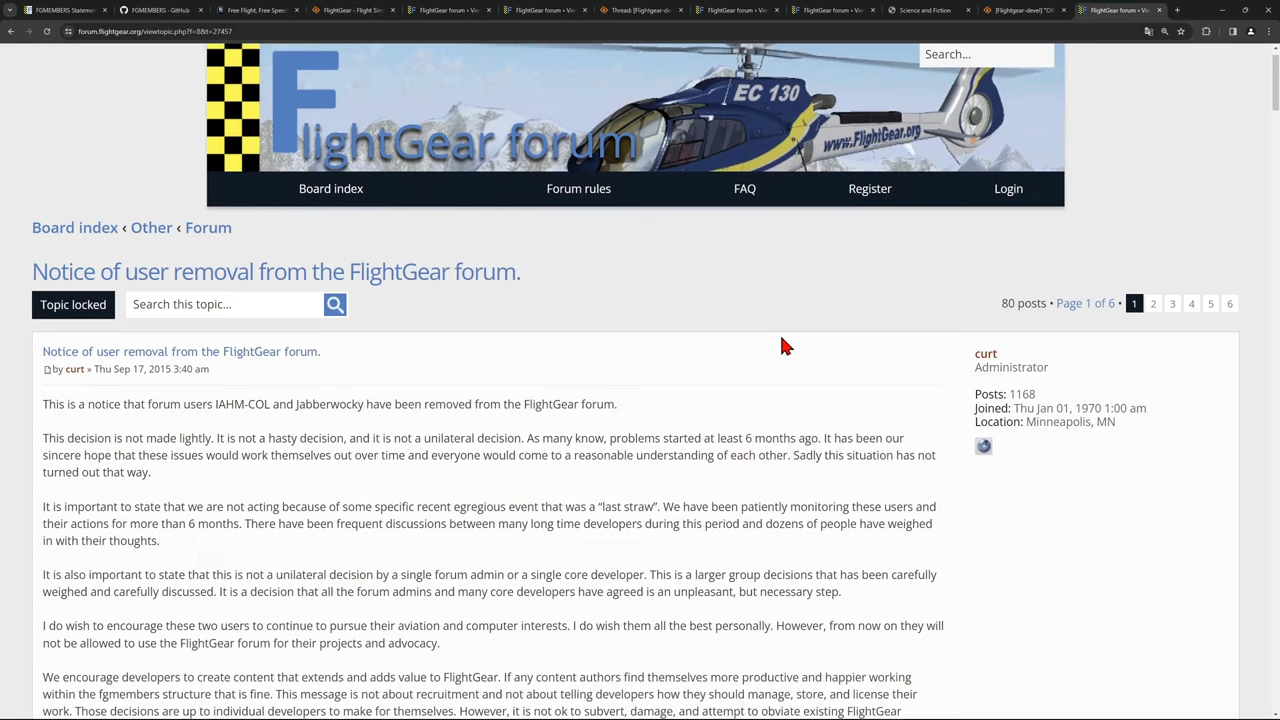 FGMEMBERS Statemen
FGMEMBERS · GitHub
Free Flight, Free Speec
FlightGear - Flight Sim
FlightGear forum • Vie
FlightGear forum • Vie
Thread: [Flightgear-de
FlightGear forum • Vie
FlightGear forum • Vie
Science and Fiction
[Flightgear-devel] "Of
FlightGear forum • Vie
forum.flightgear.org/viewtopic.php?f=8&t=27457
Search...
EC 130
www.FlightGear.org
FlightGear forum
Board index Forum rules FAQ Register Login
Board index ‹ Other ‹ Forum
Notice of user removal from the FlightGear forum.
Topic locked Search this topic... 80 posts • Page 1 of 6 • 1 2 3 4 5 6
Notice of user removal from the FlightGear forum.
by curt » Thu Sep 17, 2015 3:40 am
curt
Administrator
Posts: 1168
Joined: Thu Jan 01, 1970 1:00 am
Location: Minneapolis, MN
This is a notice that forum users IAHM-COL and Jabberwocky have been removed from the FlightGear forum.
This decision is not made lightly. It is not a hasty decision, and it is not a unilateral decision. As many know, problems started at least 6 months ago. It has been our
sincere hope that these issues would work themselves out over time and everyone would come to a reasonable understanding of each other. Sadly this situation has not
turned out that way.
It is important to state that we are not acting because of some specific recent egregious event that was a “last straw”. We have been patiently monitoring these users and
their actions for more than 6 months. There have been frequent discussions between many long time developers during this period and dozens of people have weighed
in with their thoughts.
It is also important to state that this is not a unilateral decision by a single forum admin or a single core developer. This is a larger group decisions that has been carefully
weighed and carefully discussed. It is a decision that all the forum admins and many core developers have agreed is an unpleasant, but necessary step.
I do wish to encourage these two users to continue to pursue their aviation and computer interests. I do wish them all the best personally. However, from now on they will
not be allowed to use the FlightGear forum for their projects and advocacy.
We encourage developers to create content that extends and adds value to FlightGear. If any content authors find themselves more productive and happier working
within the fgmembers structure that is fine. This message is not about recruitment and not about telling developers how they should manage, store, and license their
work. Those decisions are up to individual developers to make for themselves. However, it is not ok to subvert, damage, and attempt to obviate existing FlightGear